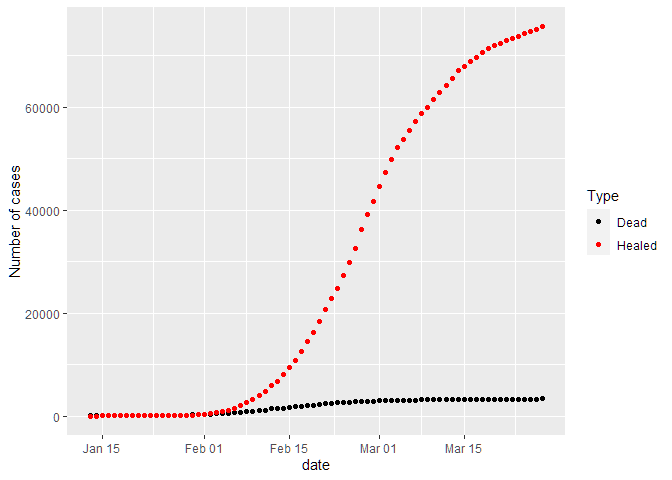 Number of cases
60000
40000
20000
0
Jan 15
Feb 01
Feb 15
Mar 01
Mar 15
date
Type
Dead
Healed